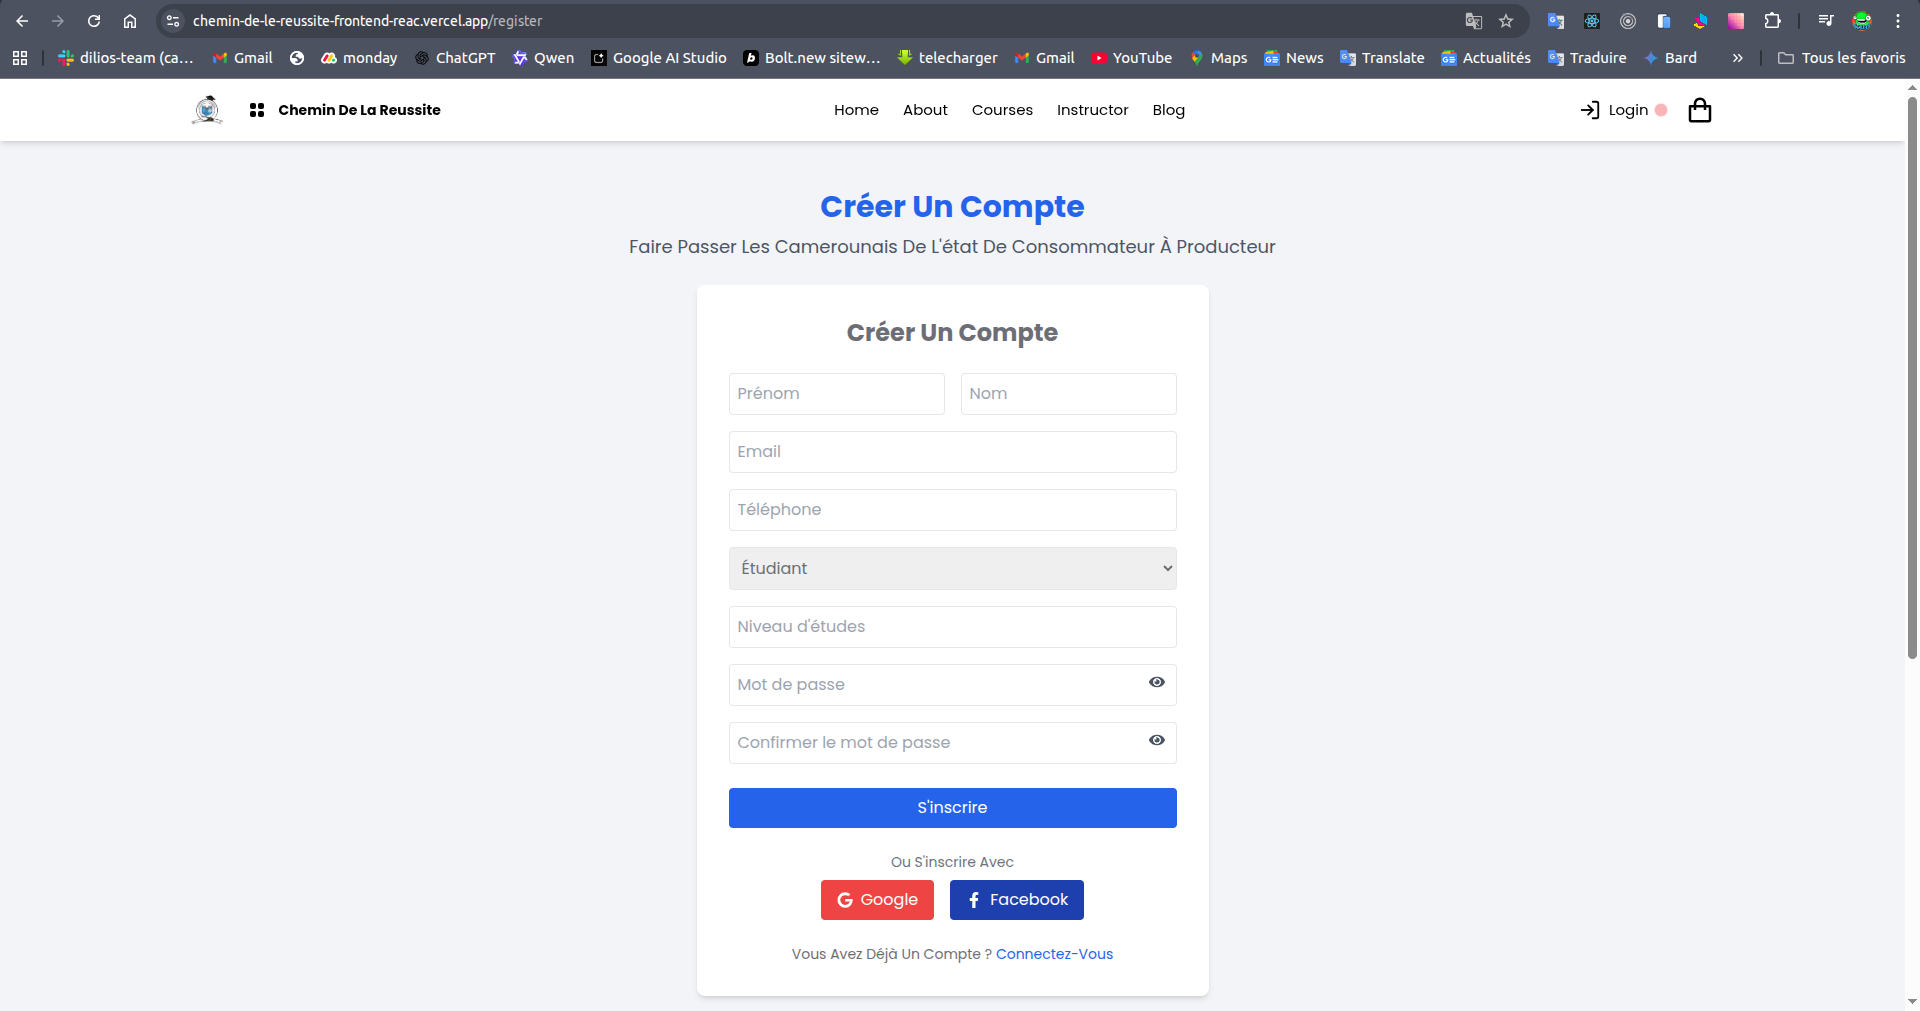 chemin-de-le-reussite-frontend-reac.vercel.app/register
dilios-team (ca... Gmail monday ChatGPT Qwen Google AI Studio Bolt.new sitew... telecharger Gmail YouTube Maps News Translate Actualités Traduire Bard » Tous les favoris
Chemin De La Reussite Home About Courses Instructor Blog Login
Créer Un Compte
Faire Passer Les Camerounais De L'état De Consommateur À Producteur
Créer Un Compte
Prénom Nom
Email
Téléphone
Étudiant
Niveau d'études
Mot de passe
Confirmer le mot de passe
S'inscrire
Ou S'inscrire Avec
Google Facebook
Vous Avez Déjà Un Compte ? Connectez-Vous